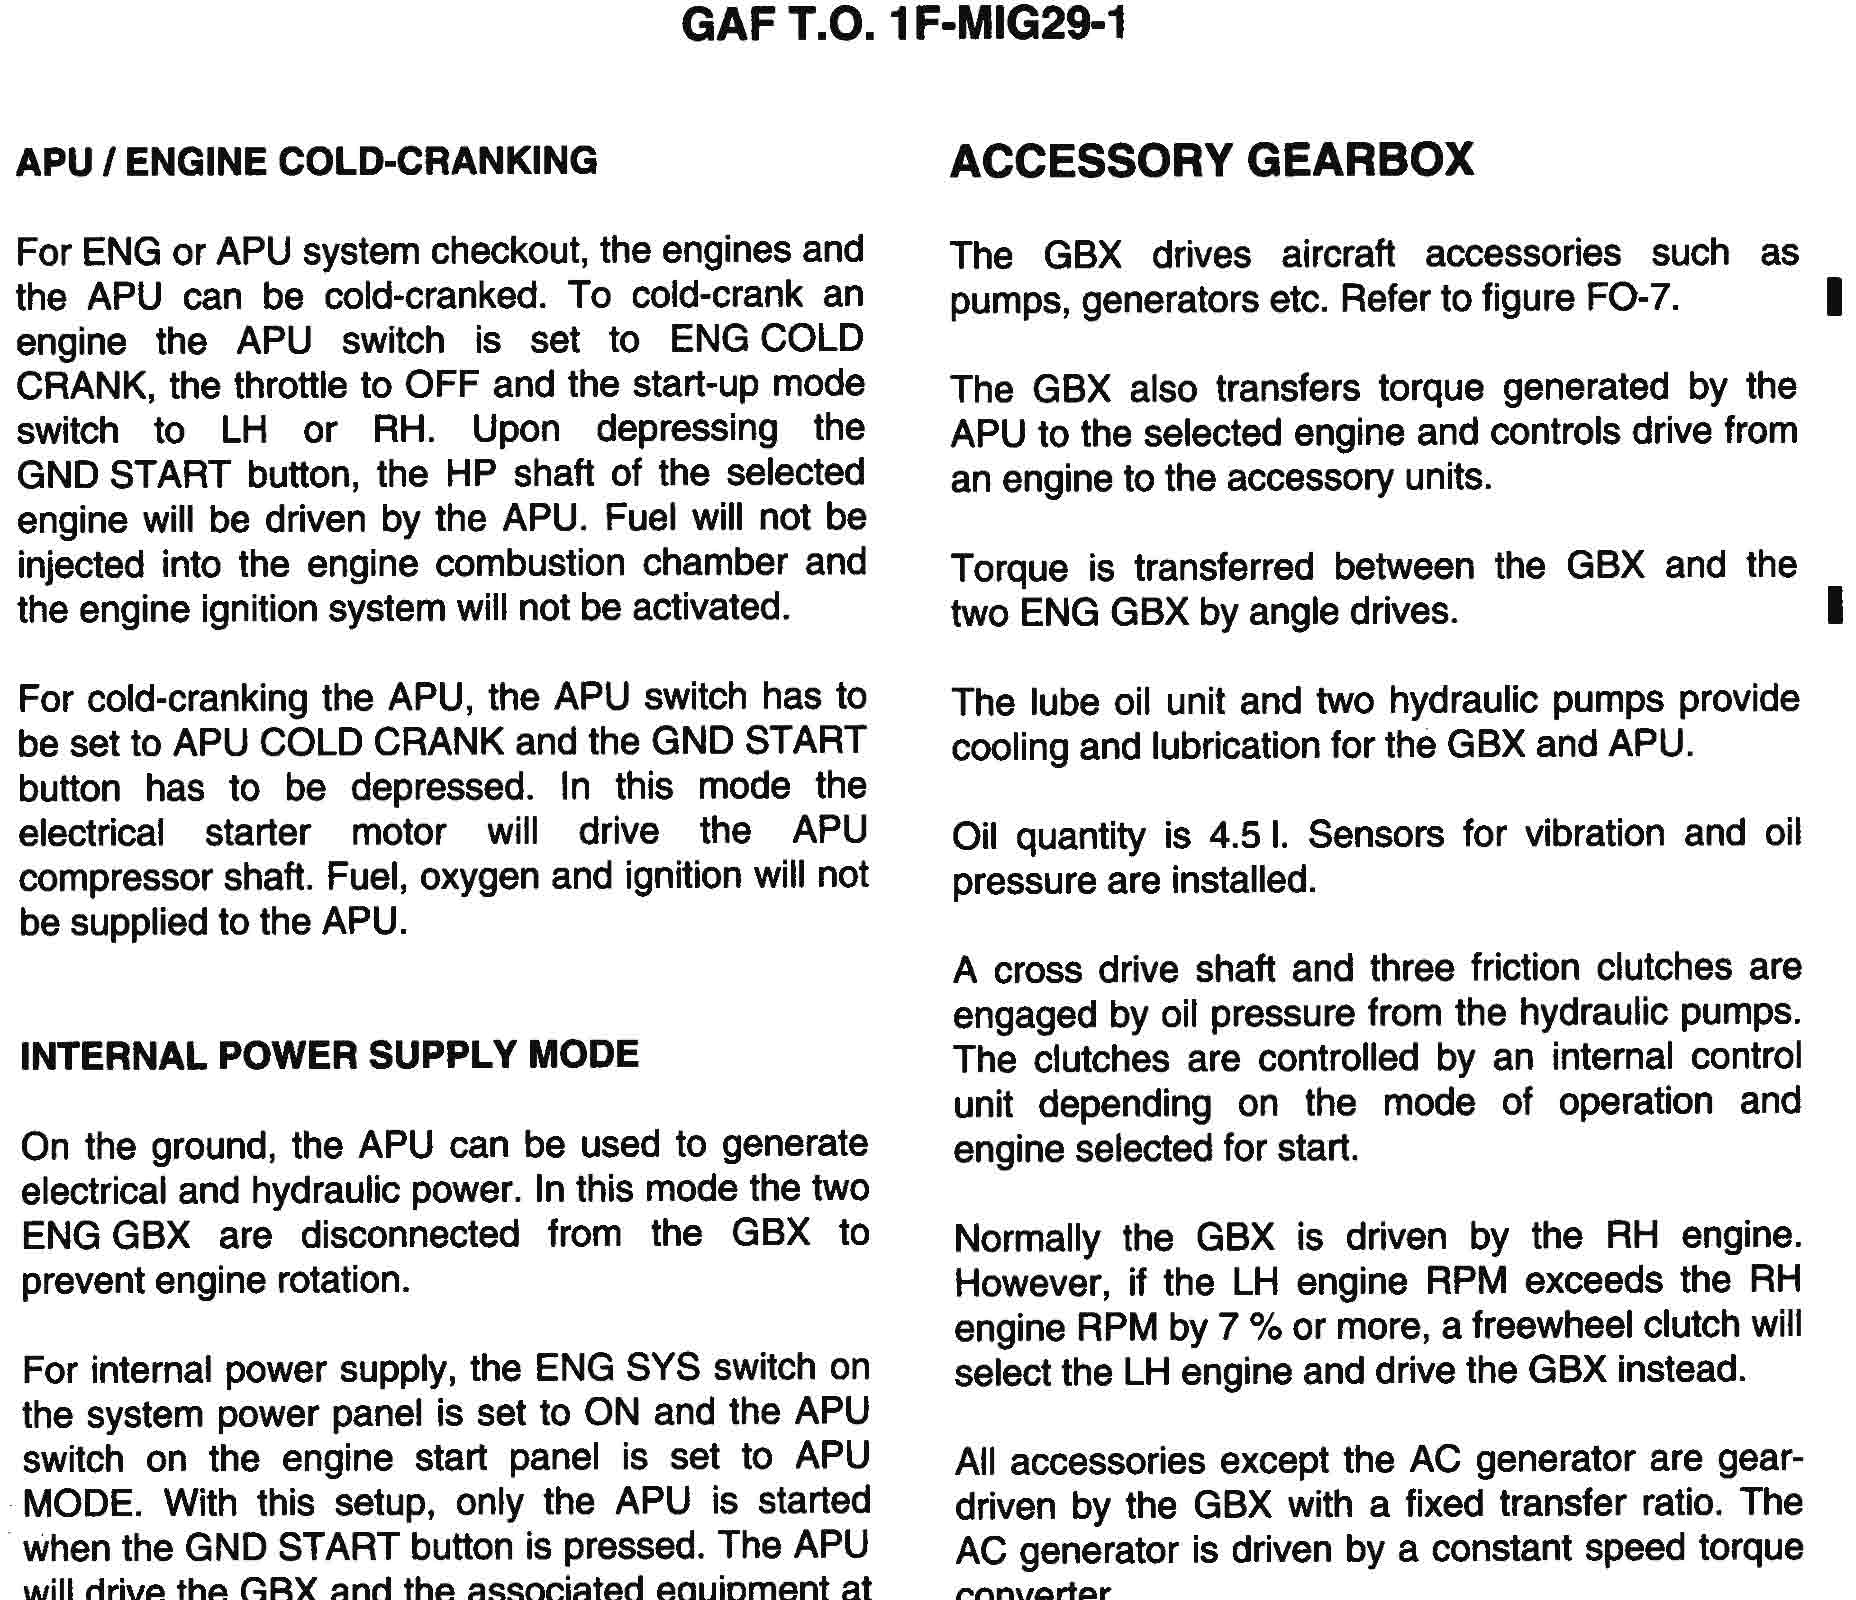 GAF T.O. 1F-MIG29-1
APU / ENGINE COLD-CRANKING
For ENG or APU system checkout, the engines and
the APU can be cold-cranked. To cold-crank an
engine the APU switch is set to ENG COLD
CRANK, the throttle to OFF and the start-up mode
switch to LH or RH. Upon depressing the
GND START button, the HP shaft of the selected
engine will be driven by the APU. Fuel will not be
injected into the engine combustion chamber and
the engine ignition system will not be activated.
For cold-cranking the APU, the APU switch has to
be set to APU COLD CRANK and the GND START
button has to be depressed. In this mode the
electrical starter motor will drive the APU
compressor shaft. Fuel, oxygen and ignition will not
be supplied to the APU.
INTERNAL POWER SUPPLY MODE
On the ground, the APU can be used to generate
electrical and hydraulic power. In this mode the two
ENG GBX are disconnected from the GBX to
prevent engine rotation.
For internal power supply, the ENG SYS switch on
the system power panel is set to ON and the APU
switch on the engine start panel is set to APU
MODE. With this setup, only the APU is started
when the GND START button is pressed. The APU
will drive the GBX and the associated equipment at
ACCESSORY GEARBOX
The GBX drives aircraft accessories such as
pumps, generators etc. Refer to figure FO-7.
The GBX also transfers torque generated by the
APU to the selected engine and controls drive from
an engine to the accessory units.
Torque is transferred between the GBX and the
two ENG GBX by angle drives.
The lube oil unit and two hydraulic pumps provide
cooling and lubrication for the GBX and APU.
Oil quantity is 4.5 l. Sensors for vibration and oil
pressure are installed.
A cross drive shaft and three friction clutches are
engaged by oil pressure from the hydraulic pumps.
The clutches are controlled by an internal control
unit depending on the mode of operation and
engine selected for start.
Normally the GBX is driven by the RH engine.
However, if the LH engine RPM exceeds the RH
engine RPM by 7 % or more, a freewheel clutch will
select the LH engine and drive the GBX instead.
All accessories except the AC generator are gear-
driven by the GBX with a fixed transfer ratio. The
AC generator is driven by a constant speed torque
converter.